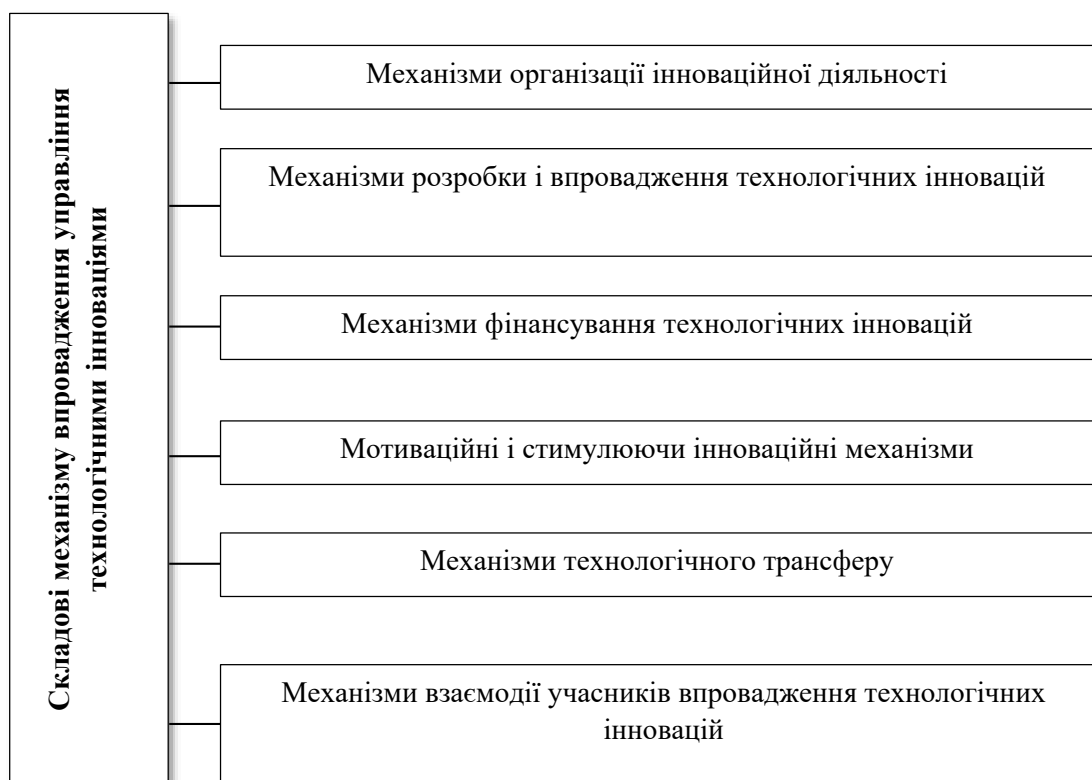 Складові механізму впровадження управління
технологічними інноваціями
Механізми організації інноваційної діяльності
Механізми розробки і впровадження технологічних інновацій
Механізми фінансування технологічних інновацій
Мотиваційні і стимулюючи інноваційні механізми
Механізми технологічного трансферу
Механізми взаємодії учасників впровадження технологічних
інновацій